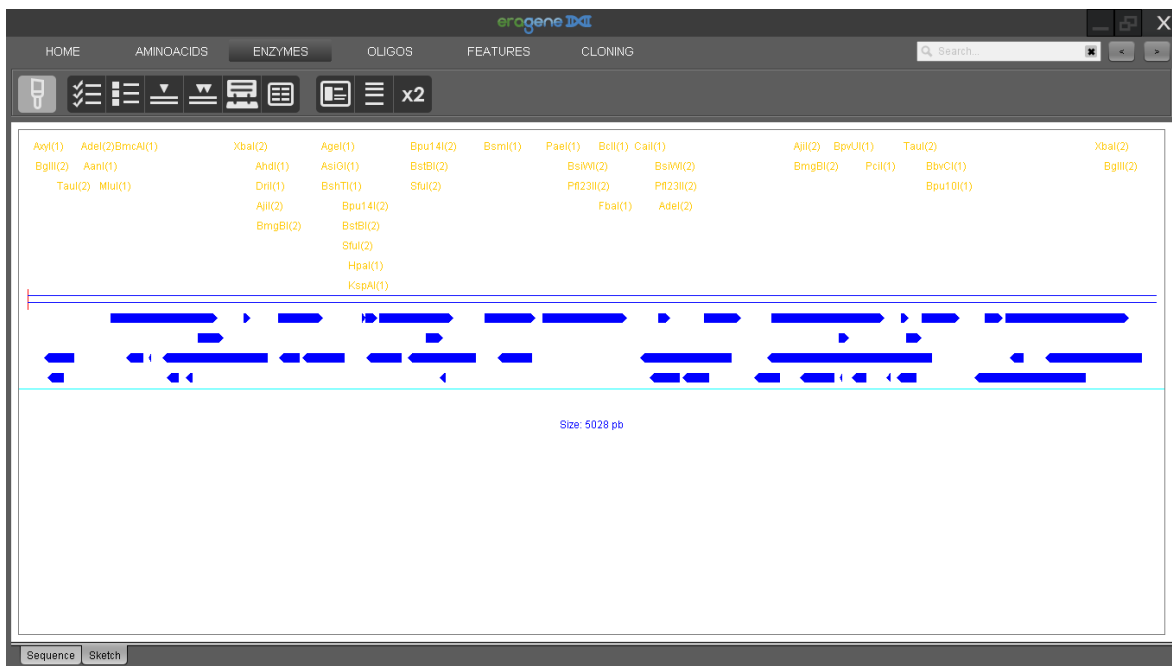 erogene
X
HOME AMINOACIDS ENZYMES OLIGOS FEATURES CLONING Search... < >
x2
AxyI(1) AdeI(2) BmcAI(1) XbaI(2) AgeI(1) Bpu14I(2) BsmI(1) PaeI(1) BclI(1) CaiI(1) AjiI(2) BpvUI(1) TauI(2) XbaI(2)
BglII(2) AanI(1) AhdI(1) AsiGI(1) BstBI(2) BsiWI(2) BsiWI(2) BmgBI(2) PciI(1) BbvCI(1) BglII(2)
TauI(2) MluI(1) DriI(1) BshTI(1) SfuI(2) Pfl23II(2) Pfl23II(2) Bpu10I(1)
AjiI(2) Bpu14I(2) FbaI(1) AdeI(2)
BmgBI(2) BstBI(2)
SfuI(2)
HpaI(1)
KspAI(1)
Size: 5028 pb
Sequence Sketch